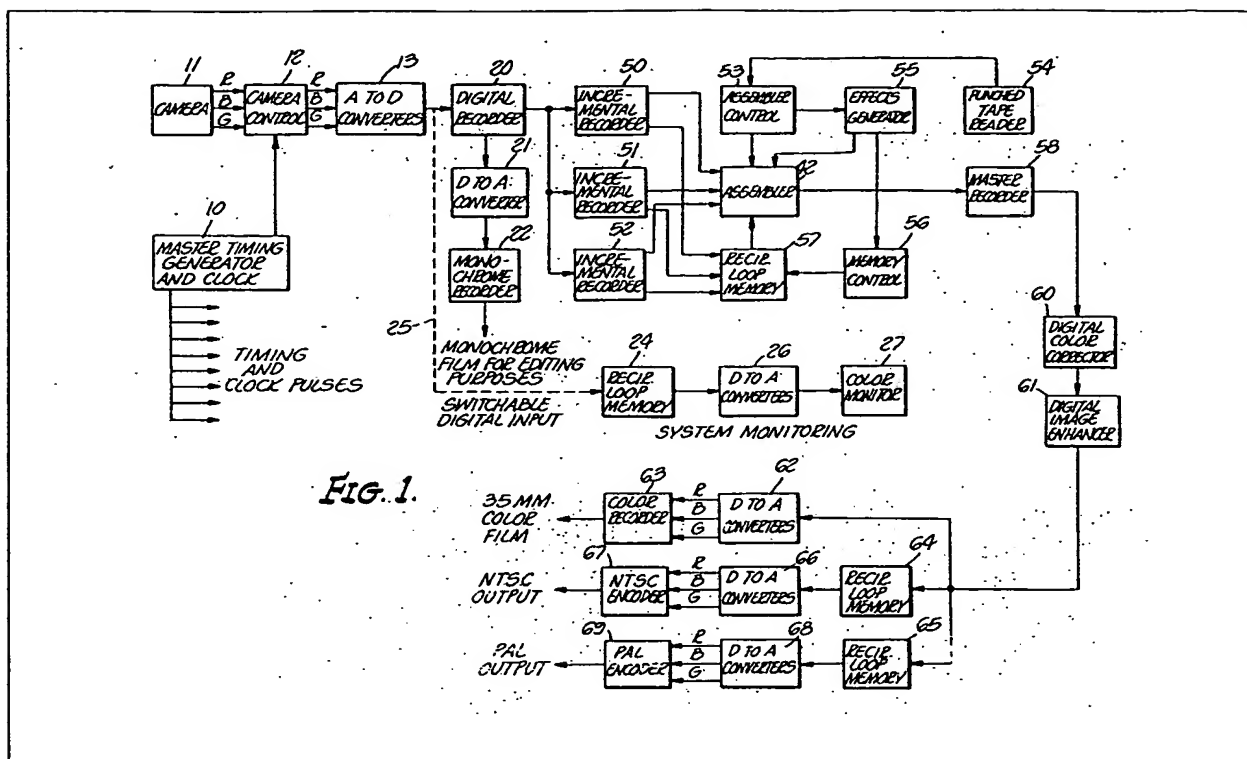 11
CAMERA
R
B
G
12
CAMERA
CONTROL
R
B
G
13
A TO D
CONVERTERS
20
DIGITAL
RECORDER
50
INCRE-
MENTAL
RECORDER
53
ASSEMBLER
CONTROL
55
EFFECTS
GENERATOR
54
PUNCHED
TAPE
READER
21
D TO A
CONVERTER
51
INCRE-
MENTAL
RECORDER
42
ASSEMBLER
58
MASTER
RECORDER
10
MASTER TIMING
GENERATOR
AND CLOCK
22
MONO-
CHROME
RECORDER
52
INCRE-
MENTAL
RECORDER
57
RECIR.
LOOP
MEMORY
56
MEMORY
CONTROL
25
TIMING
AND
CLOCK PULSES
MONOCHROME
FILM FOR EDITING
PURPOSES
SWITCHABLE
DIGITAL INPUT
24
RECIR.
LOOP
MEMORY
26
D TO A
CONVERTERS
27
COLOR
MONITOR
SYSTEM MONITORING
60
DIGITAL
COLOR
CORRECTOR
61
DIGITAL
IMAGE
ENHANCER
FIG. 1.
35 MM
COLOR
FILM
63
COLOR
RECORDER
R
B
G
62
D TO A
CONVERTERS
NTSC
OUTPUT
67
NTSC
ENCODER
R
B
G
66
D TO A
CONVERTERS
64
RECIR.
LOOP
MEMORY
PAL
OUTPUT
69
PAL
ENCODER
R
B
G
68
D TO A
CONVERTERS
65
RECIR.
LOOP
MEMORY